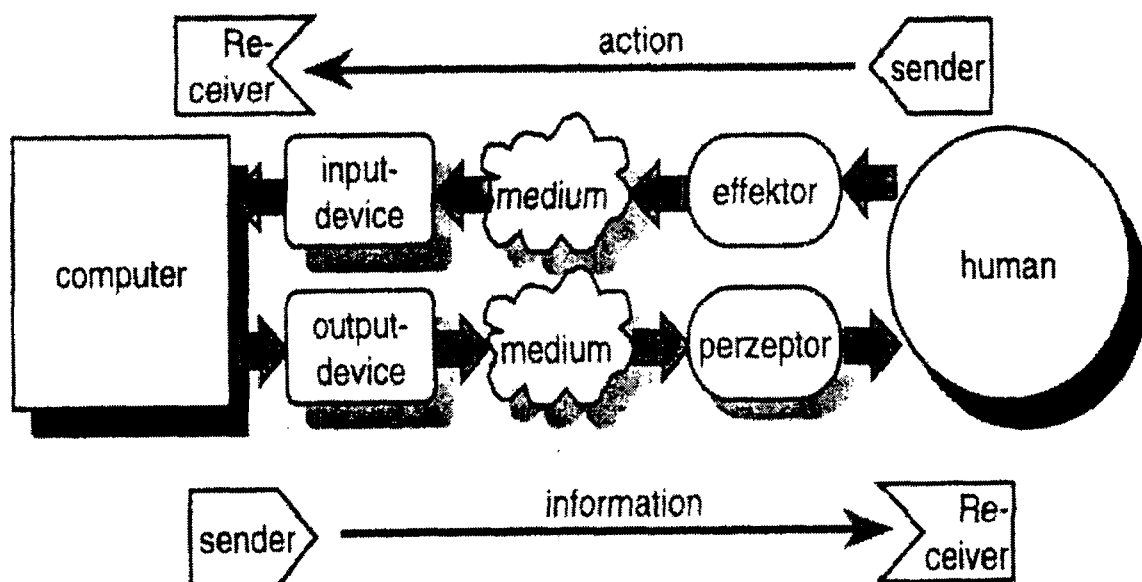 Re-
ceiver
action
sender
computer
input-
device
medium
effektor
human
output-
device
medium
perzeptor
sender
information
Re-
ceiver